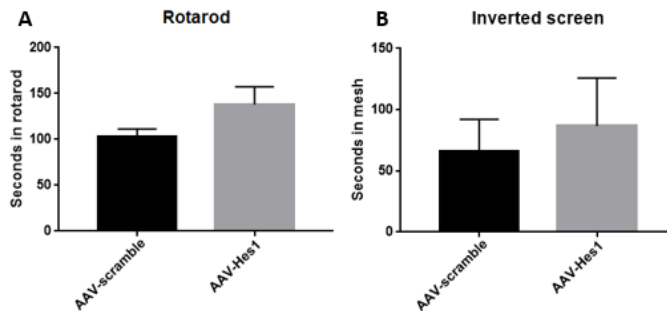 A
Rotarod
Seconds in rotarod
200
150
100
50
0
AAV-scramble
AAV-Hes1
B
Inverted screen
Seconds in mesh
150
100
50
0
AAV-scramble
AAV-Hes1